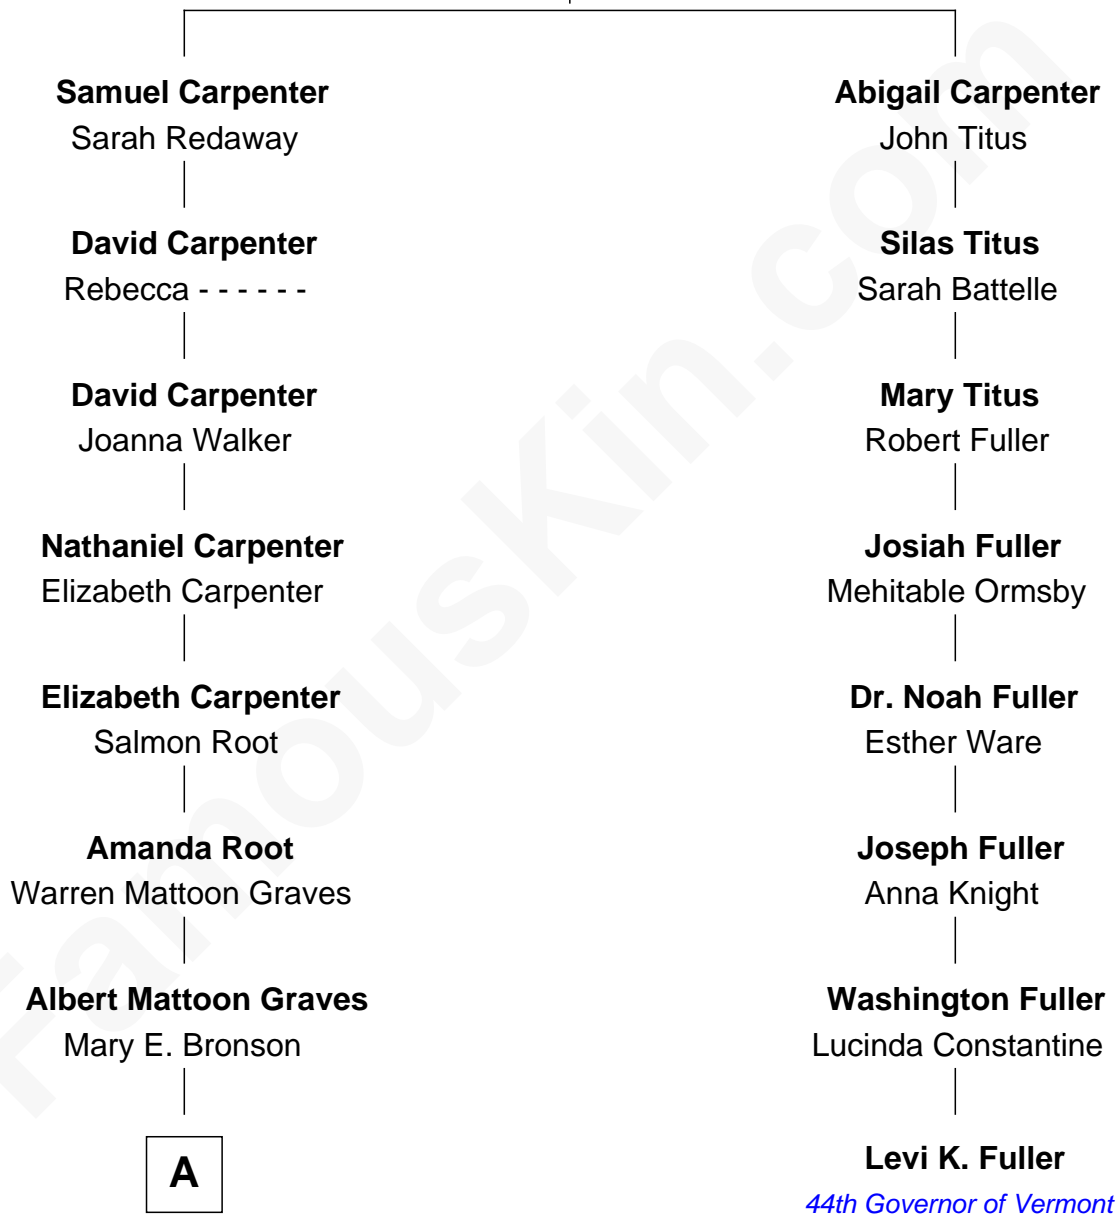 Samuel Carpenter
Sarah Redaway
Abigail Carpenter
John Titus
David Carpenter
Rebecca - - - - - -
Silas Titus
Sarah Battelle
David Carpenter
Joanna Walker
Mary Titus
Robert Fuller
Nathaniel Carpenter
Elizabeth Carpenter
Josiah Fuller
Mehitable Ormsby
Elizabeth Carpenter
Salmon Root
Dr. Noah Fuller
Esther Ware
Amanda Root
Warren Mattoon Graves
Joseph Fuller
Anna Knight
Albert Mattoon Graves
Mary E. Bronson
Washington Fuller
Lucinda Constantine
A
Levi K. Fuller
44th Governor of Vermont
FamousKin.com